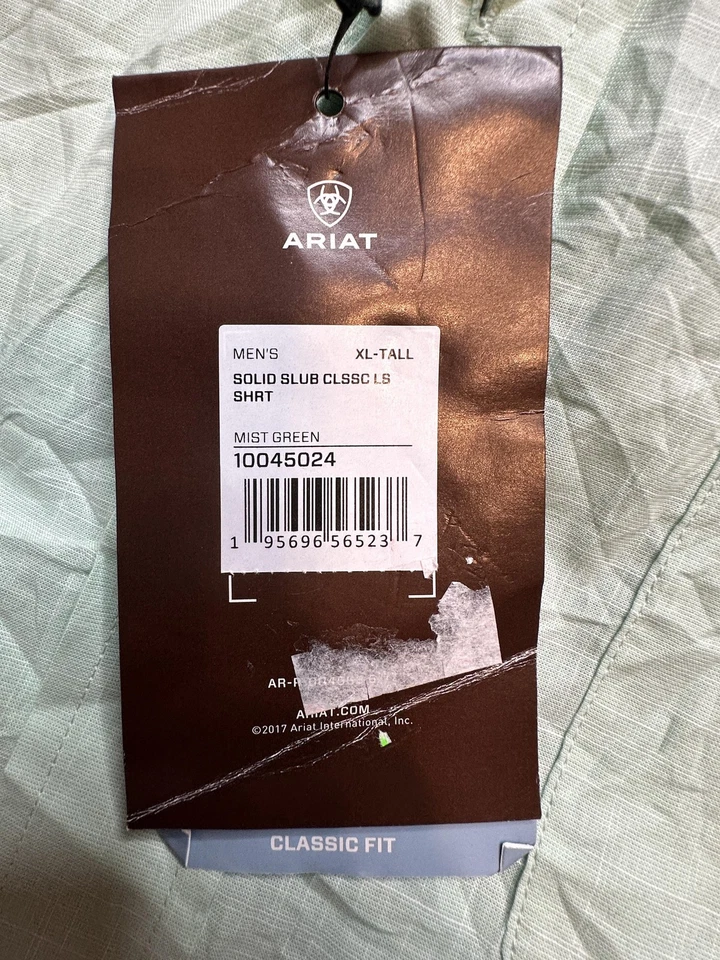 ARIAT
MEN'S XL-TALL
SOLID SLUB CLSSC LS
SHRT
MIST GREEN
10045024
1 95696 56523 7
ARIAT.COM
©2017 Ariat International, Inc.
CLASSIC FIT